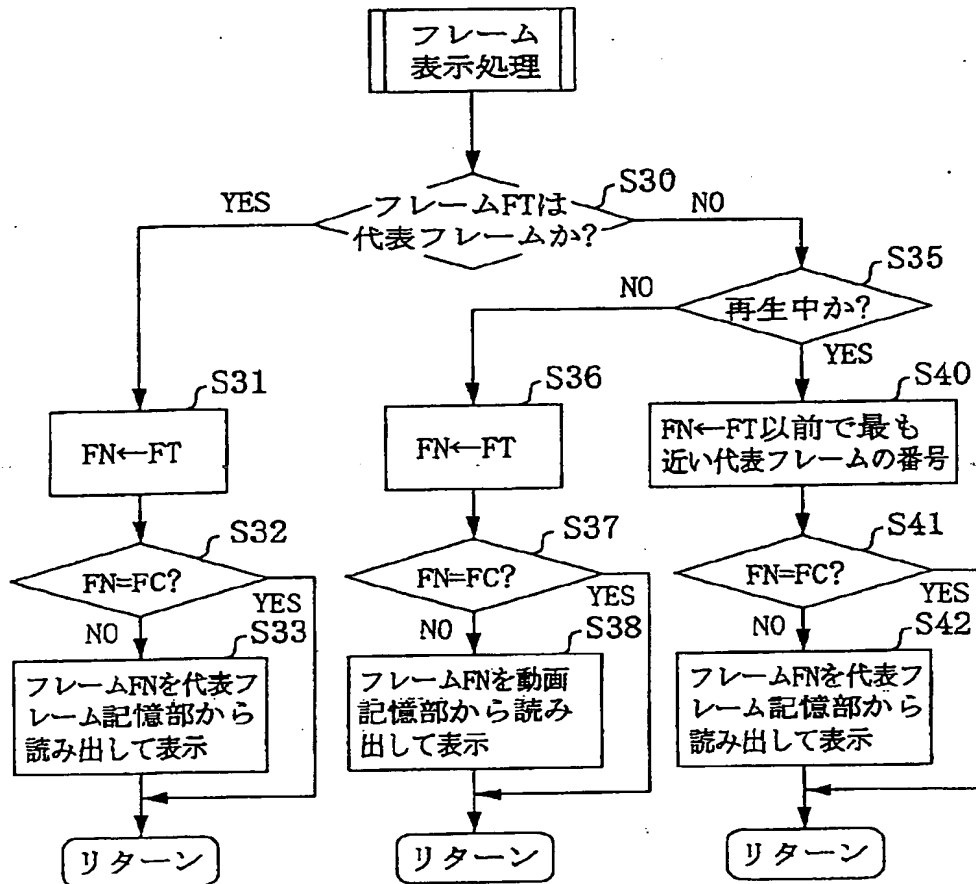 フレーム
表示処理
S30
YES
フレームFTは
代表フレームか?
NO
S35
NO
再生中か?
YES
S31
FN←FT
S36
FN←FT
S40
FN←FT以前で最も
近い代表フレームの番号
S32
FN=FC?
YES
NO
S37
FN=FC?
YES
NO
S41
FN=FC?
YES
NO
S33
フレームFNを代表フ
レーム記憶部から
読み出して表示
S38
フレームFNを動画
記憶部から読み
出して表示
S42
フレームFNを代表フ
レーム記憶部から
読み出して表示
リターン
リターン
リターン